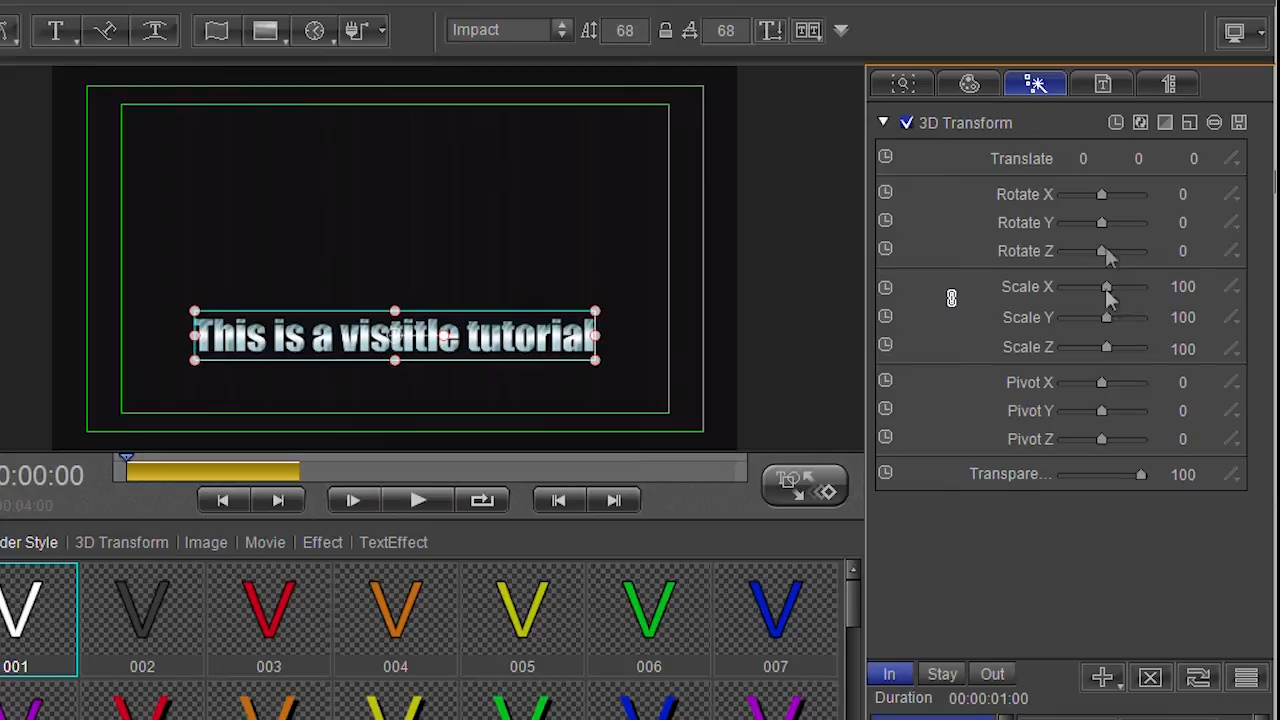 Impact 68 68
3D Transform
Translate 0 0 0
Rotate X 0
Rotate Y 0
Rotate Z 0
Scale X 100
Scale Y 100
Scale Z 100
Pivot X 0
Pivot Y 0
Pivot Z 0
Transpare... 100
This is a vistitle tutorial
0:00:00
00:04:00
der Style 3D Transform Image Movie Effect TextEffect
V V V V V V V
001 002 003 004 005 006 007
In Stay Out
Duration 00:00:01:00